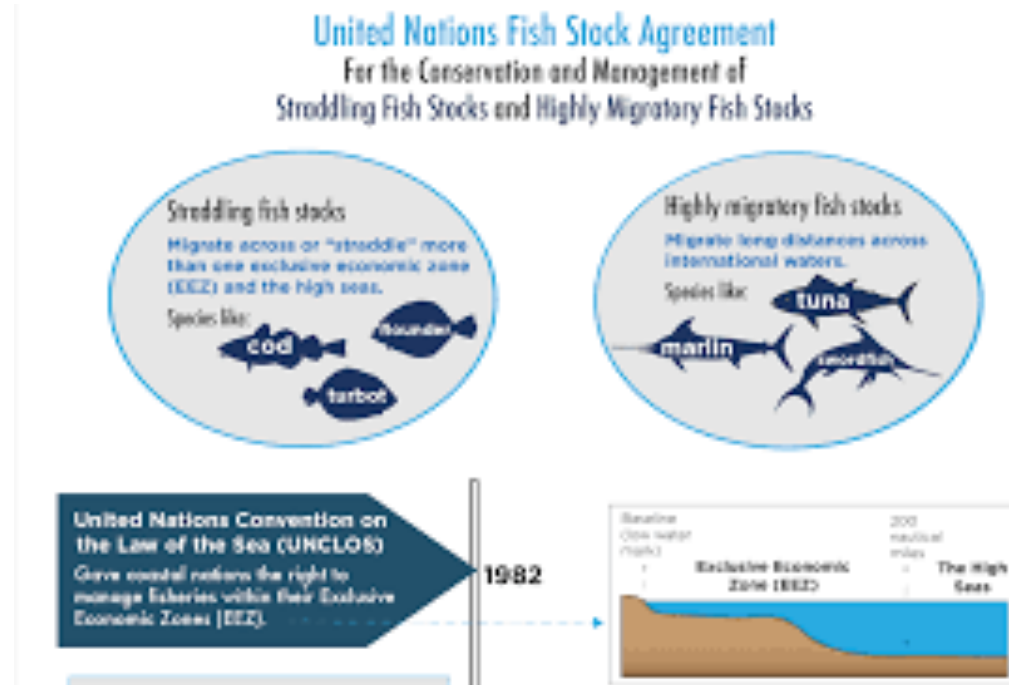 United Nations Fish Stock Agreement
For the Conservation and Management of
Straddling Fish Stocks and Highly Migratory Fish Stocks
Straddling fish stocks
Migrate across or "straddle" more
than one exclusive economic zone
(EEZ) and the high seas.
Species like:
cod
flounder
turbot
Highly migratory fish stocks
Migrate long distances across
international waters.
Species like:
tuna
marlin
swordfish
United Nations Convention on
the Law of the Sea (UNCLOS)
Gave coastal nations the right to
manage fisheries within their Exclusive
Economic Zones (EEZ).
1982
Baseline
(low water
mark)
200
nautical
miles
Exclusive Economic
Zone (EEZ)
The High
Seas